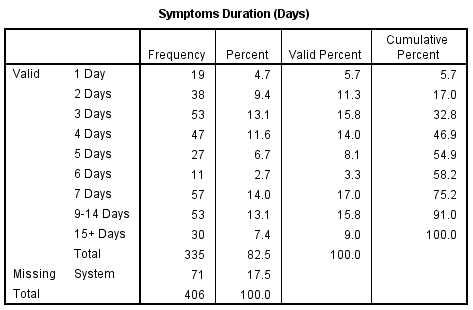 Symptoms Duration (Days)
Frequency Percent Valid Percent Cumulative Percent
Valid 1 Day 19 4.7 5.7 5.7
2 Days 38 9.4 11.3 17.0
3 Days 53 13.1 15.8 32.8
4 Days 47 11.6 14.0 46.9
5 Days 27 6.7 8.1 54.9
6 Days 11 2.7 3.3 58.2
7 Days 57 14.0 17.0 75.2
9-14 Days 53 13.1 15.8 91.0
15+ Days 30 7.4 9.0 100.0
Total 335 82.5 100.0
Missing System 71 17.5
Total 406 100.0